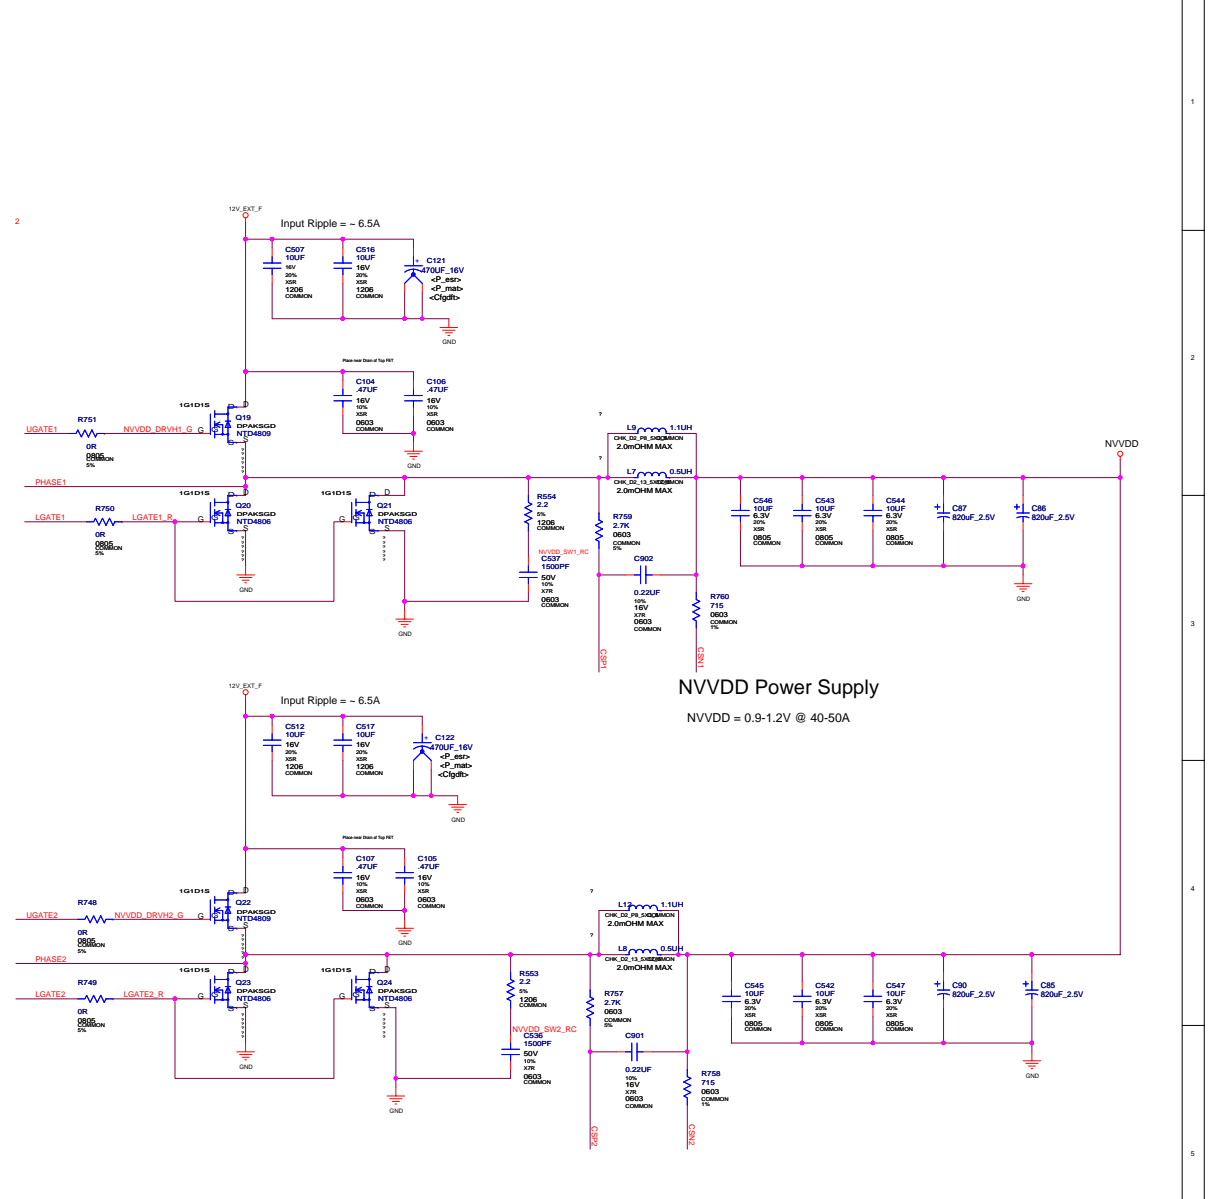 1
12V_EXT_F
2
Input Ripple = ~ 6.5A
C507
10UF
16V
20%
X5R
1206
COMMON
C516
10UF
16V
20%
X5R
1206
COMMON
C121
470UF_16V
<P_esr>
<P_mat>
<Cfgdft>
GND
2
Place near Drain of Top FET
C104
.47UF
16V
10%
X5R
0603
COMMON
C106
.47UF
16V
10%
X5R
0603
COMMON
GND
1G1D1S
Q19
DPAKSGD
NTD4809
D
D
G
G
S
S
UGATE1
R751
0R
0805
COMMON
5%
NVVDD_DRVH1_G
PHASE1
LGATE1
R750
0R
0805
COMMON
5%
LGATE1_R
1G1D1S
Q20
DPAKSGD
NTD4806
D
D
G
G
S
S
GND
1G1D1S
Q21
DPAKSGD
NTD4806
D
D
G
G
S
S
GND
R554
2.2
5%
1206
COMMON
NVVDD_SW1_RC
C537
1500PF
50V
10%
X7R
0603
COMMON
?
L9
1.1UH
2.0mOHM MAX
?
L7
0.5UH
2.0mOHM MAX
R759
2.7K
0603
COMMON
5%
C902
0.22UF
10%
16V
X7R
0603
COMMON
R760
715
0603
COMMON
1%
CSP1
CSN1
NVVDD
C546
10UF
6.3V
20%
X5R
0805
COMMON
C543
10UF
6.3V
20%
X5R
0805
COMMON
C544
10UF
6.3V
20%
X5R
0805
COMMON
C87
820uF_2.5V
C86
820uF_2.5V
GND
3
NVVDD Power Supply
NVVDD = 0.9-1.2V @ 40-50A
12V_EXT_F
Input Ripple = ~ 6.5A
C512
10UF
16V
20%
X5R
1206
COMMON
C517
10UF
16V
20%
X5R
1206
COMMON
C122
470UF_16V
<P_esr>
<P_mat>
<Cfgdft>
GND
Place near Drain of Top FET
C107
.47UF
16V
10%
X5R
0603
COMMON
C105
.47UF
16V
10%
X5R
0603
COMMON
GND
4
1G1D1S
Q22
DPAKSGD
NTD4809
D
D
G
G
S
S
UGATE2
R748
0R
0805
COMMON
5%
NVVDD_DRVH2_G
PHASE2
LGATE2
R749
0R
0805
COMMON
5%
LGATE2_R
1G1D1S
Q23
DPAKSGD
NTD4806
D
D
G
G
S
S
GND
1G1D1S
Q24
DPAKSGD
NTD4806
D
D
G
G
S
S
GND
R553
2.2
5%
1206
COMMON
NVVDD_SW2_RC
C536
1500PF
50V
10%
X7R
0603
COMMON
?
L12
1.1UH
2.0mOHM MAX
?
L8
0.5UH
2.0mOHM MAX
R757
2.7K
0603
COMMON
5%
C901
0.22UF
10%
16V
X7R
0603
COMMON
R758
715
0603
COMMON
1%
CSP2
CSN2
C545
10UF
6.3V
20%
X5R
0805
COMMON
C542
10UF
6.3V
20%
X5R
0805
COMMON
C547
10UF
6.3V
20%
X5R
0805
COMMON
C90
820uF_2.5V
C85
820uF_2.5V
GND
5